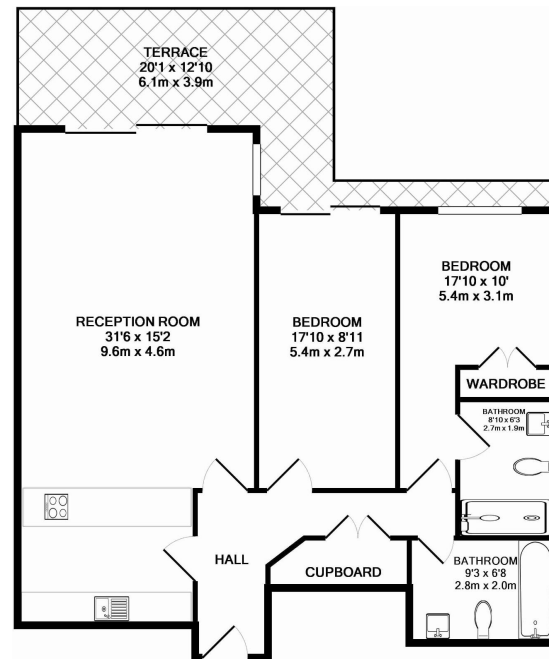 TERRACE
20'1 x 12'10
6.1m x 3.9m
BEDROOM
17'10 x 10'
5.4m x 3.1m
RECEPTION ROOM
31'6 x 15'2
9.6m x 4.6m
BEDROOM
17'10 x 8'11
5.4m x 2.7m
WARDROBE
BATHROOM
8'10 x 6'3
2.7m x 1.9m
HALL
CUPBOARD
BATHROOM
9'3 x 6'8
2.8m x 2.0m